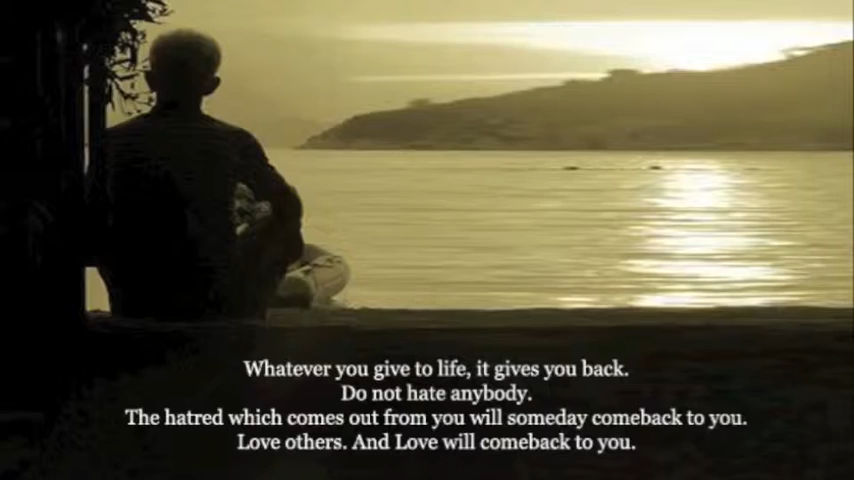 Whatever you give to life, it gives you back.
Do not hate anybody.
The hatred which comes out from you will someday comeback to you.
Love others. And Love will comeback to you.